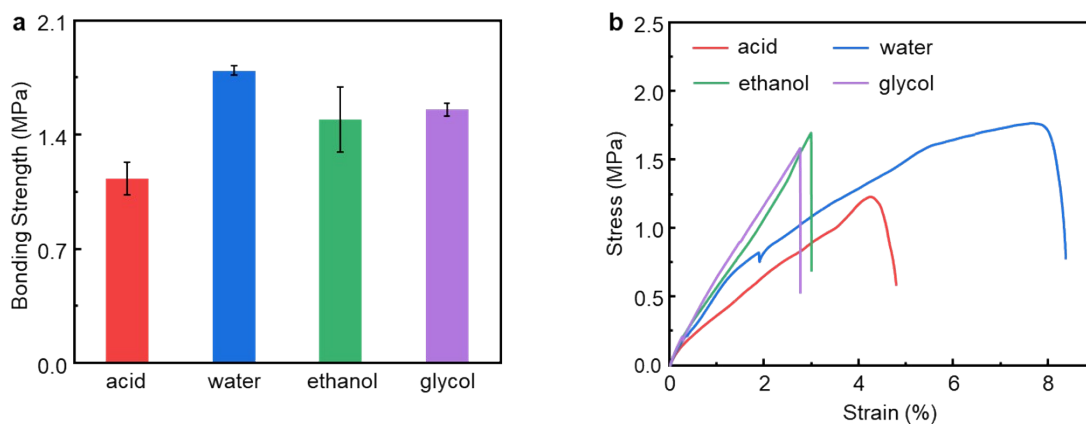 a
Bonding Strength (MPa)
2.1
1.4
0.7
0.0
acid water ethanol glycol
b
Stress (MPa)
2.5
2.0
1.5
1.0
0.5
0.0
acid water
ethanol glycol
0 2 4 6 8
Strain (%)